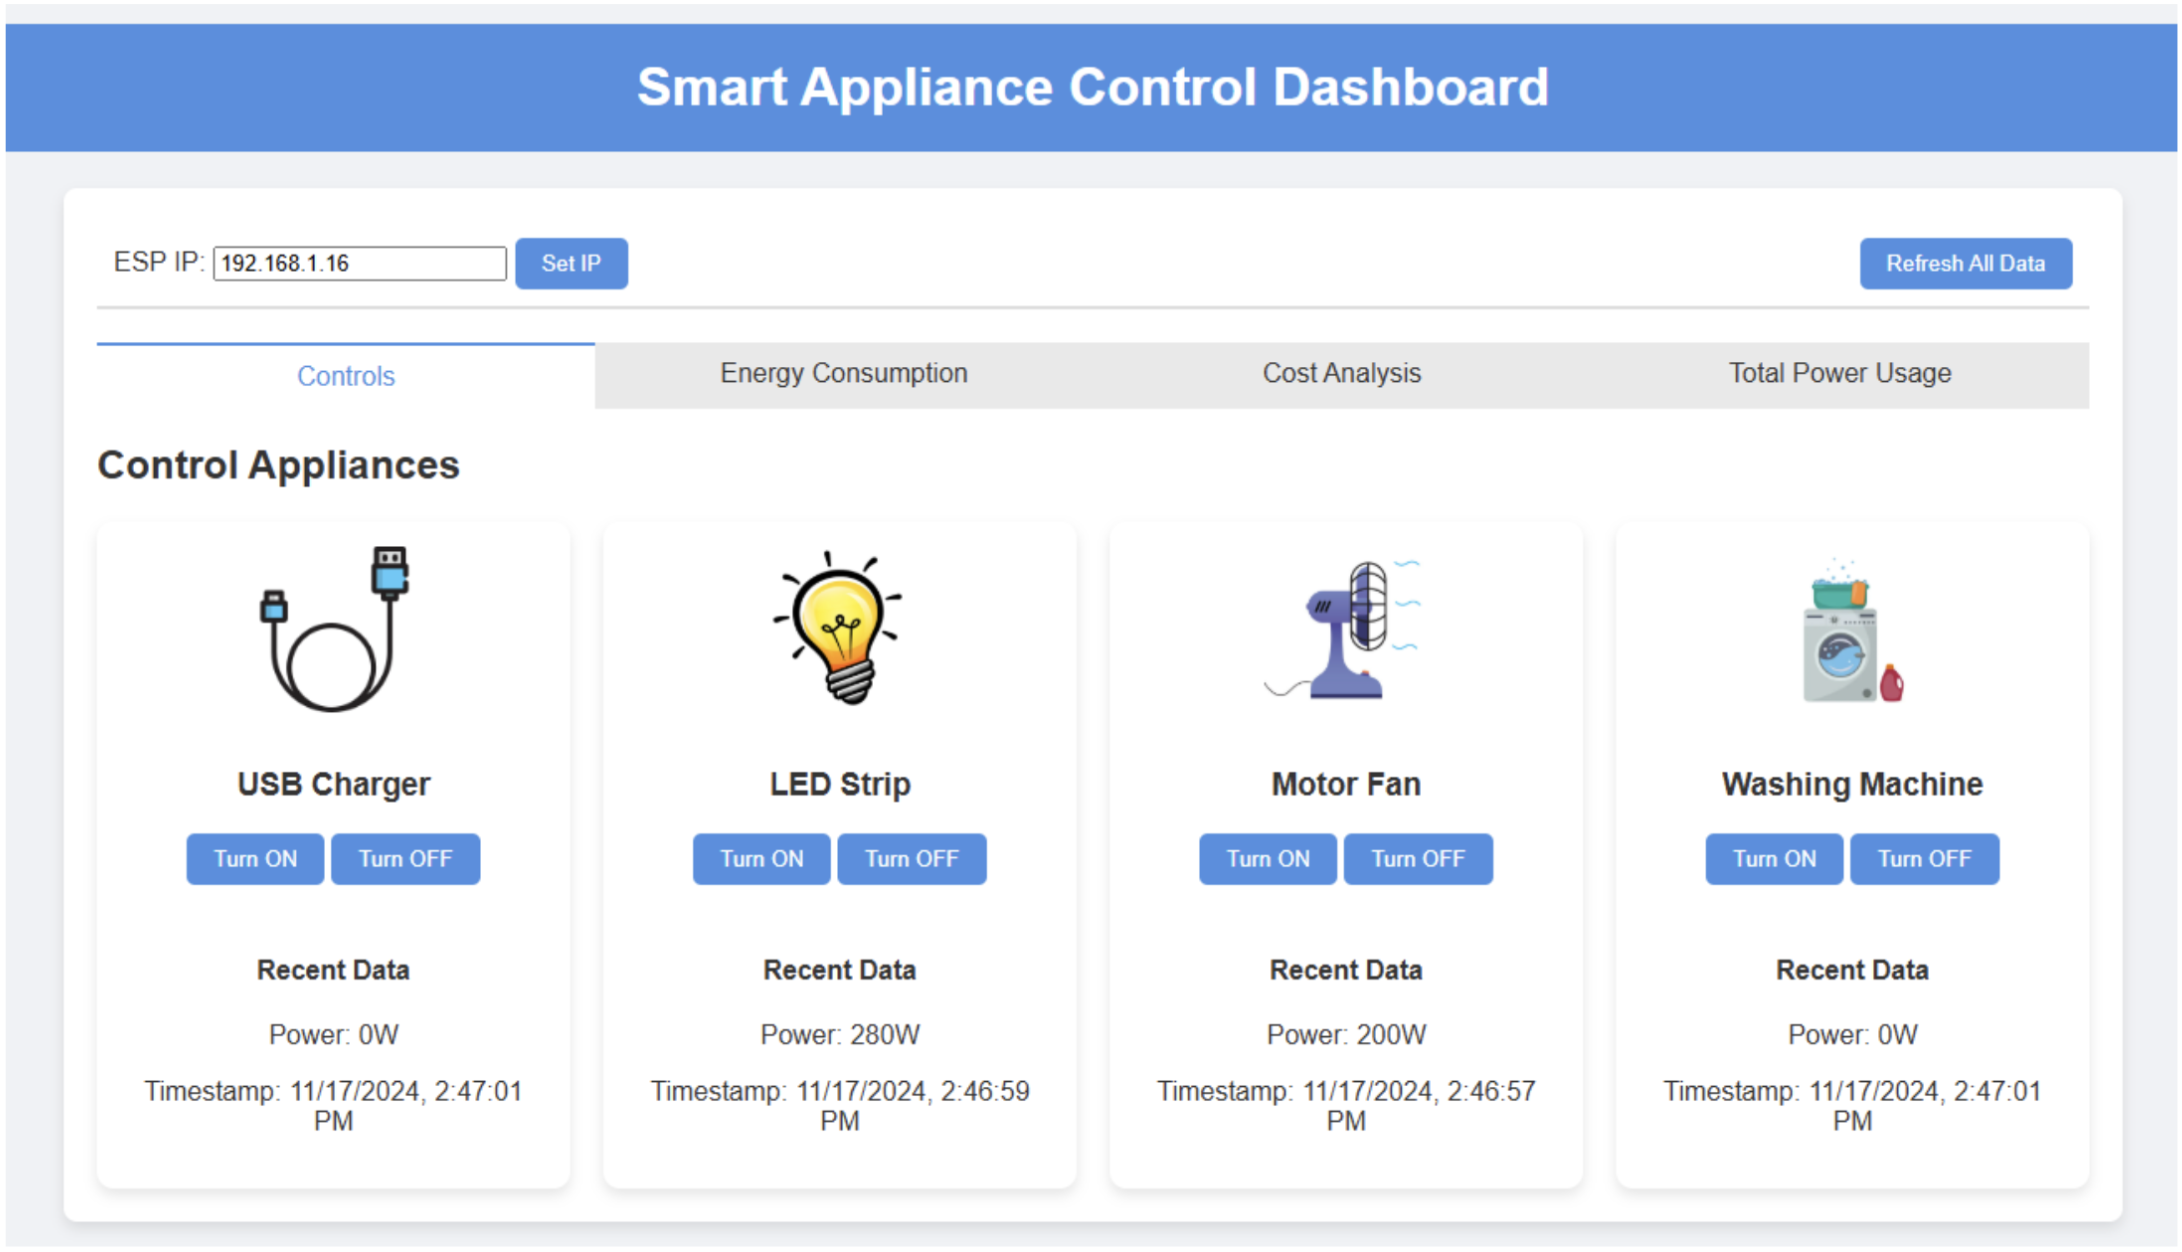 Smart Appliance Control Dashboard
ESP IP: 192.168.1.16 Set IP Refresh All Data
Controls Energy Consumption Cost Analysis Total Power Usage
Control Appliances
USB Charger
Turn ON Turn OFF
Recent Data
Power: 0W
Timestamp: 11/17/2024, 2:47:01
PM
LED Strip
Turn ON Turn OFF
Recent Data
Power: 280W
Timestamp: 11/17/2024, 2:46:59
PM
Motor Fan
Turn ON Turn OFF
Recent Data
Power: 200W
Timestamp: 11/17/2024, 2:46:57
PM
Washing Machine
Turn ON Turn OFF
Recent Data
Power: 0W
Timestamp: 11/17/2024, 2:47:01
PM